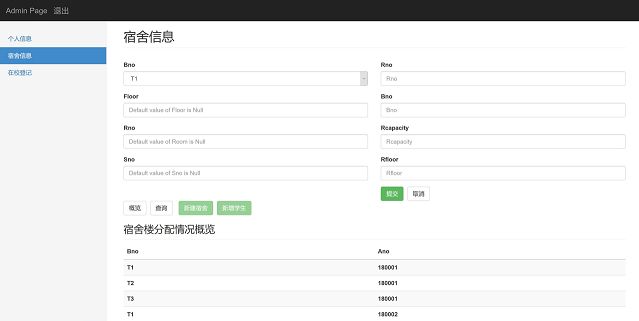 Admin Page 退出
个人信息
宿舍信息
在校登记
宿舍信息
Bno
T1
Floor
Default value of Floor is Null
Rno
Default value of Room is Null
Sno
Default value of Sno is Null
概览 查询 新建宿舍 新增学生
Rno
Rno
Bno
Bno
Rcapacity
Rcapacity
Rfloor
Rfloor
提交 取消
宿舍楼分配情况概览
Bno Ano
T1 180001
T2 180001
T3 180001
T1 180002